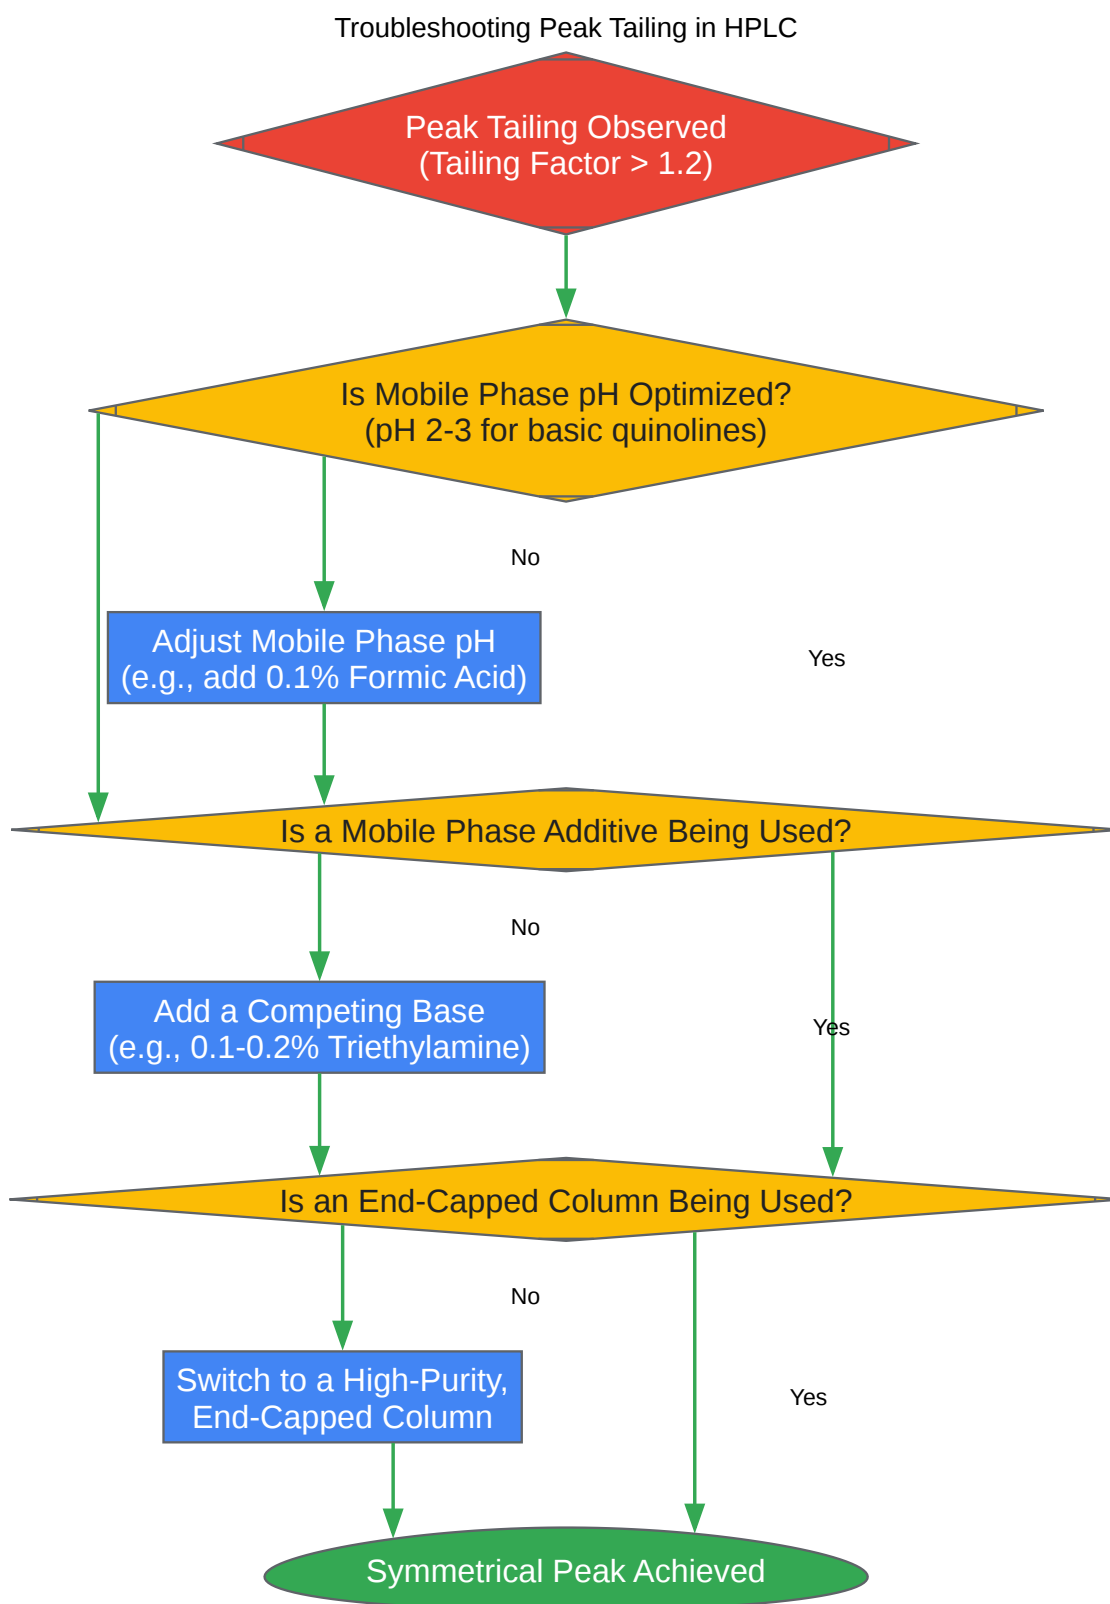 Troubleshooting Peak Tailing in HPLC
Peak Tailing Observed
(Tailing Factor > 1.2)
Is Mobile Phase pH Optimized?
(pH 2-3 for basic quinolines)
No
Adjust Mobile Phase pH
(e.g., add 0.1% Formic Acid)
Yes
Is a Mobile Phase Additive Being Used?
No
Add a Competing Base
(e.g., 0.1-0.2% Triethylamine)
Yes
Is an End-Capped Column Being Used?
No
Switch to a High-Purity,
End-Capped Column
Yes
Symmetrical Peak Achieved